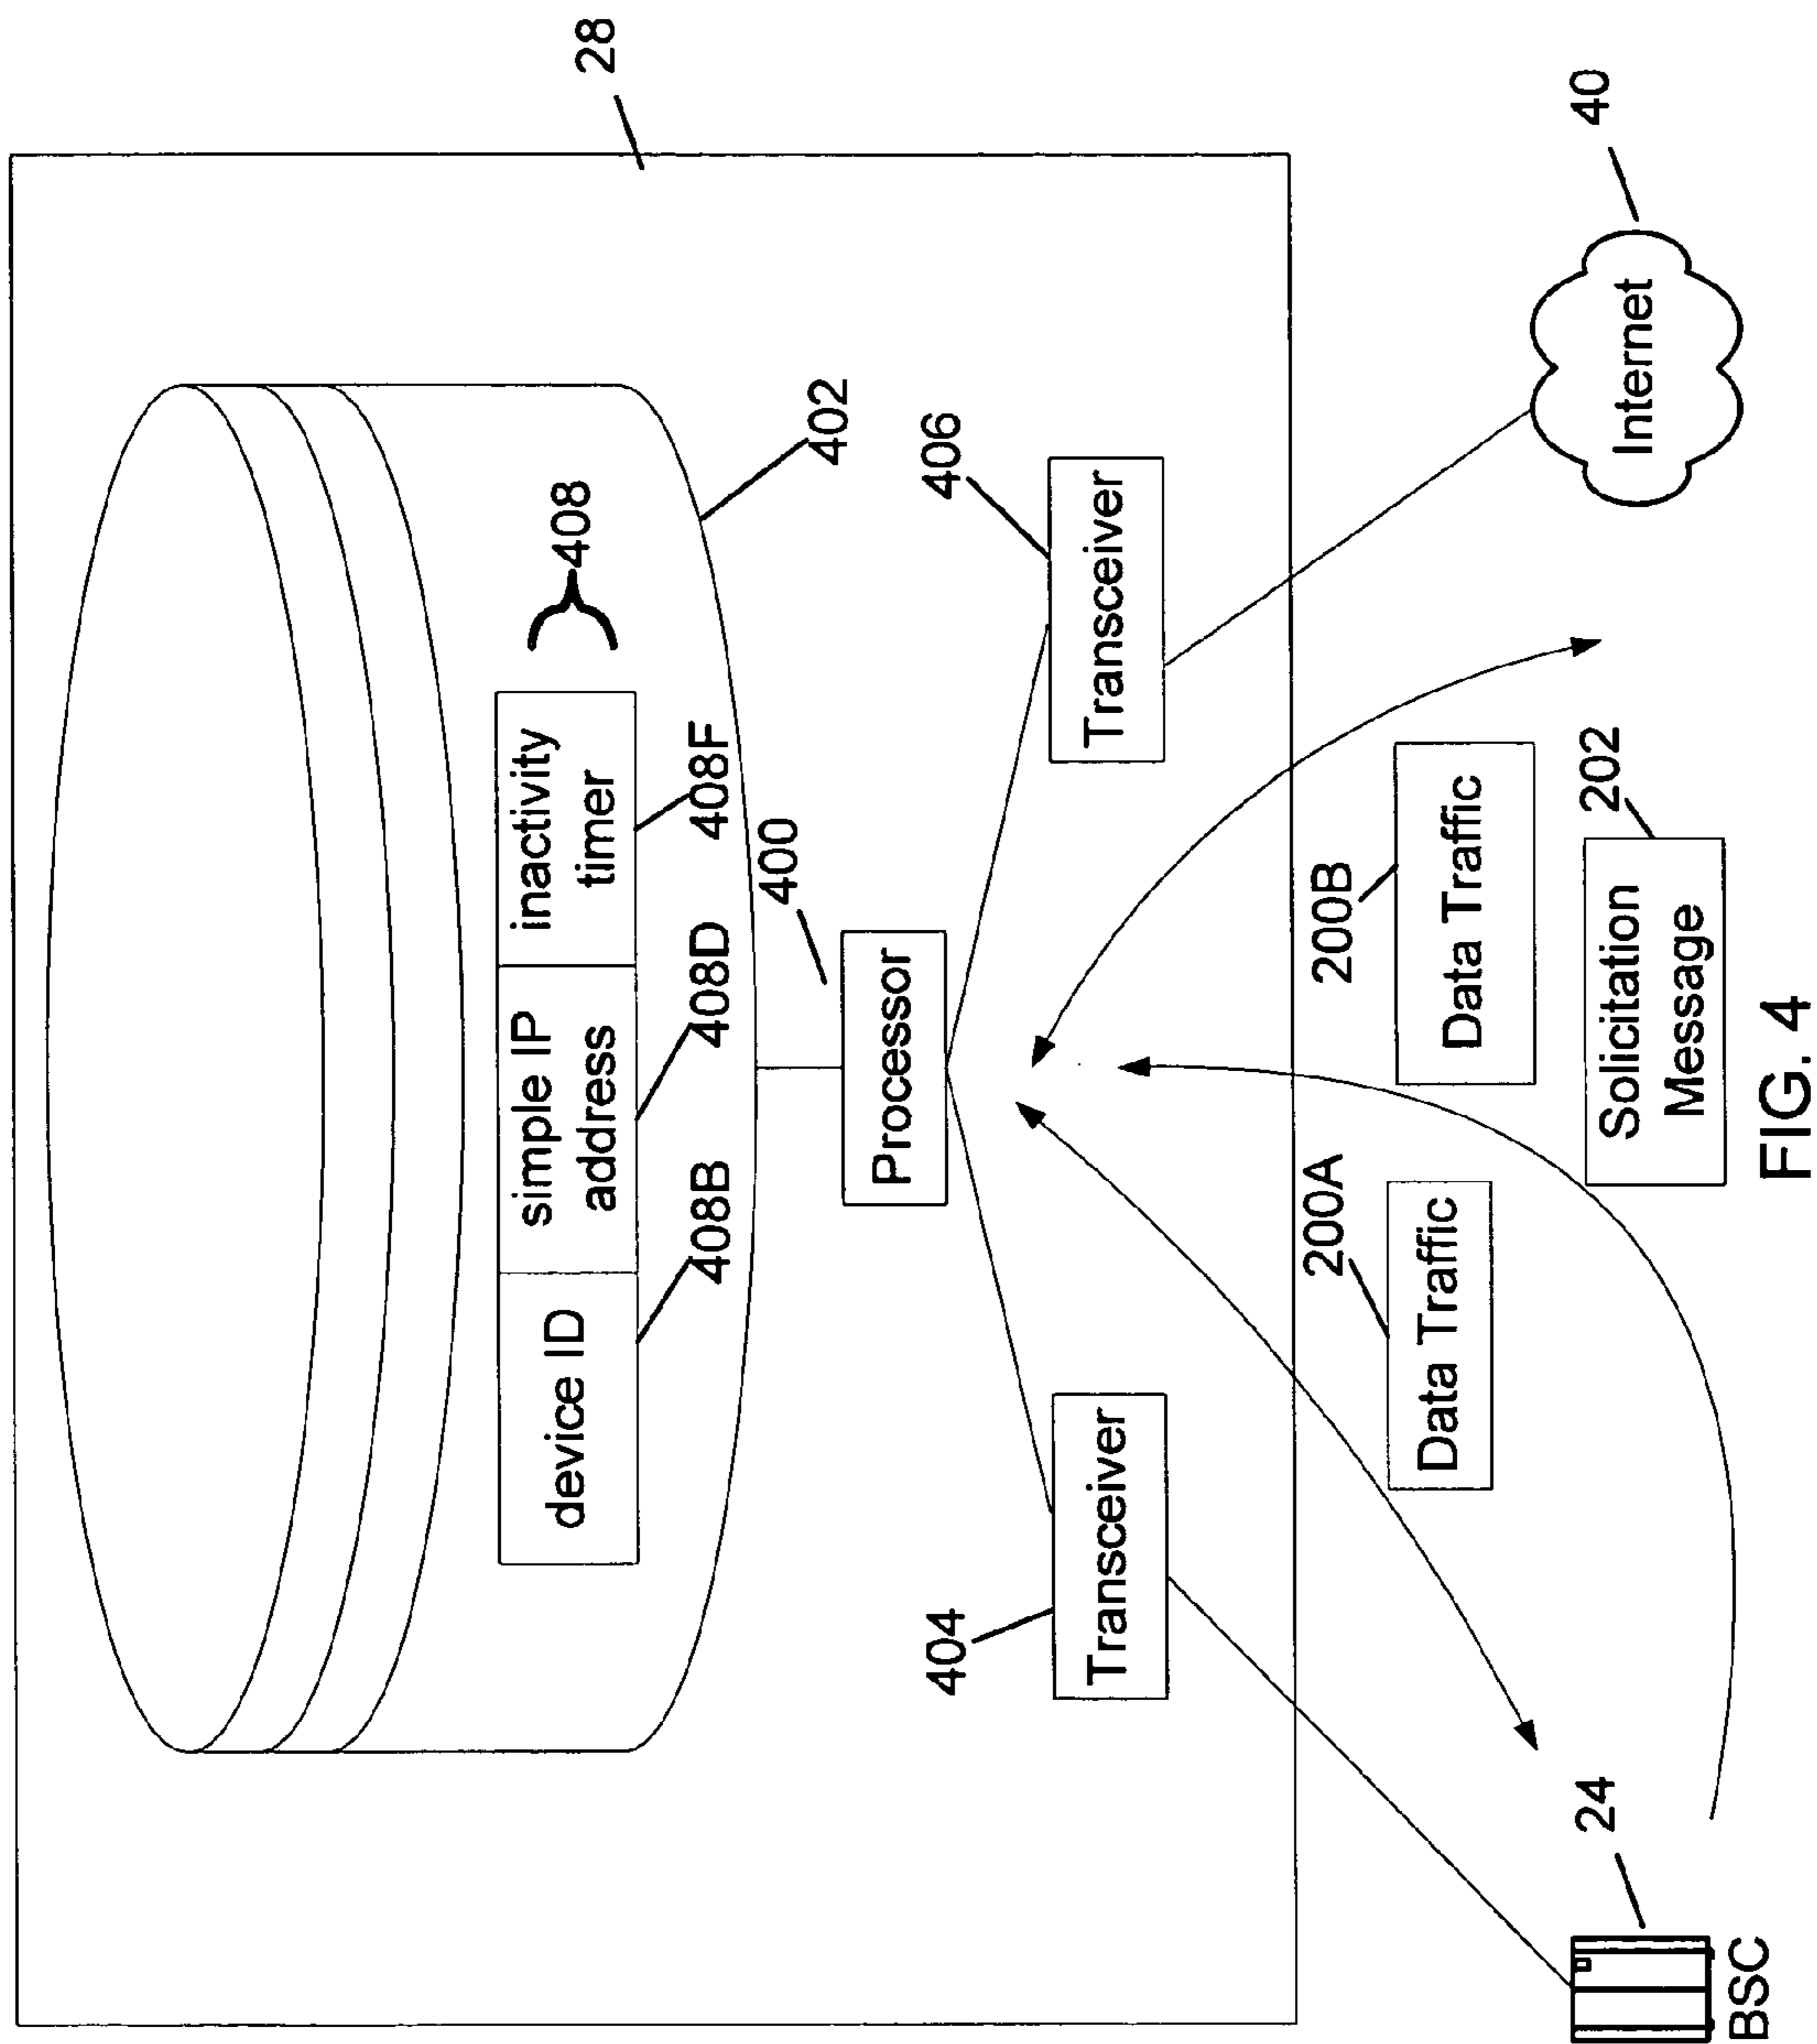 28
408
device ID
simple IP
address
inactivity
timer
408B
408D
408F
402
400
Processor
404
Transceiver
406
Transceiver
200A
Data Traffic
200B
Data Traffic
202
Solicitation
Message
24
BSC
40
Internet
FIG. 4